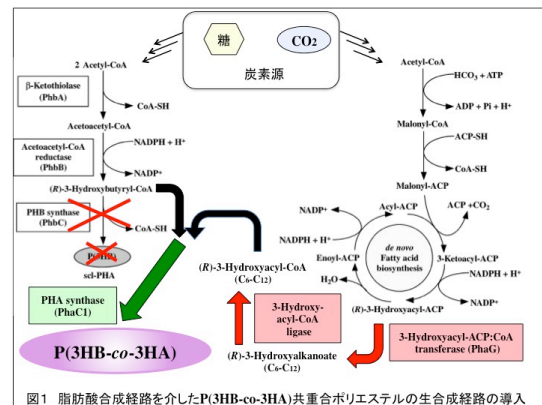 糖
CO2
炭素源
2 Acetyl-CoA
β-Ketothiolase
(PhbA)
CoA-SH
Acetoacetyl-CoA
Acetoacetyl-CoA
reductase
(PhbB)
NADPH + H+
NADP+
(R)-3-Hydroxybutyryl-CoA
PHB synthase
(PhbC)
CoA-SH
scl-PHA
PHA synthase
(PhaC1)
P(3HB-co-3HA)
Acetyl-CoA
HCO3 + ATP
ADP + Pi + H+
Malonyl-CoA
ACP-SH
CoA-SH
Malonyl-ACP
Acyl-ACP
ACP +CO2
NADP+
NADPH + H+
de novo
Fatty acid
biosynthesis
Enoyl-ACP
3-Ketoacyl-ACP
NADPH + H+
H2O
NADP+
(R)-3-Hydroxyacyl-ACP
(R)-3-Hydroxyacyl-CoA
(C6-C12)
3-Hydroxy-
acyl-CoA
ligase
(R)-3-Hydroxyalkanoate
(C6-C12)
3-Hydroxyacyl-ACP:CoA
transferase (PhaG)
図1 脂肪酸合成経路を介したP(3HB-co-3HA)共重合ポリエステルの生合成経路の導入